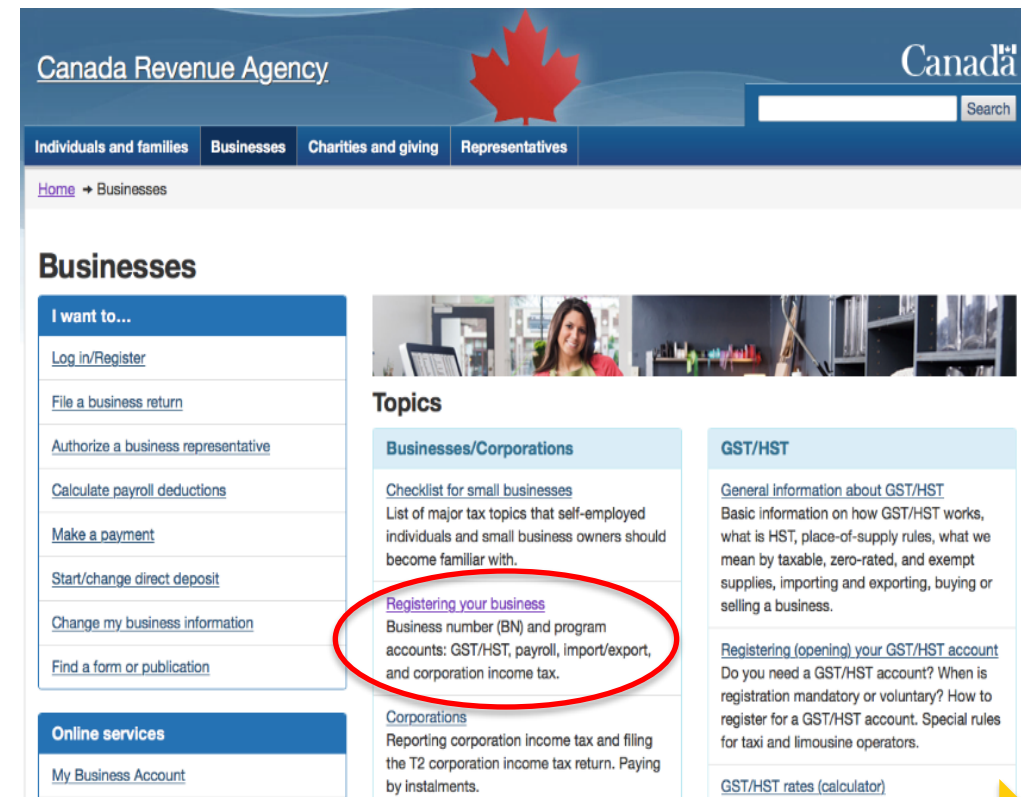 Canada Revenue Agency
Canada
Search
Individuals and families
Businesses
Charities and giving
Representatives
Home ➔ Businesses
Businesses
I want to...
Log in/Register
File a business return
Authorize a business representative
Calculate payroll deductions
Make a payment
Start/change direct deposit
Change my business information
Find a form or publication
Online services
My Business Account
Topics
Businesses/Corporations
Checklist for small businesses
List of major tax topics that self-employed
individuals and small business owners should
become familiar with.
Registering your business
Business number (BN) and program
accounts: GST/HST, payroll, import/export,
and corporation income tax.
Corporations
Reporting corporation income tax and filing
the T2 corporation income tax return. Paying
by instalments.
GST/HST
General information about GST/HST
Basic information on how GST/HST works,
what is HST, place-of-supply rules, what we
mean by taxable, zero-rated, and exempt
supplies, importing and exporting, buying or
selling a business.
Registering (opening) your GST/HST account
Do you need a GST/HST account? When is
registration mandatory or voluntary? How to
register for a GST/HST account. Special rules
for taxi and limousine operators.
GST/HST rates (calculator)